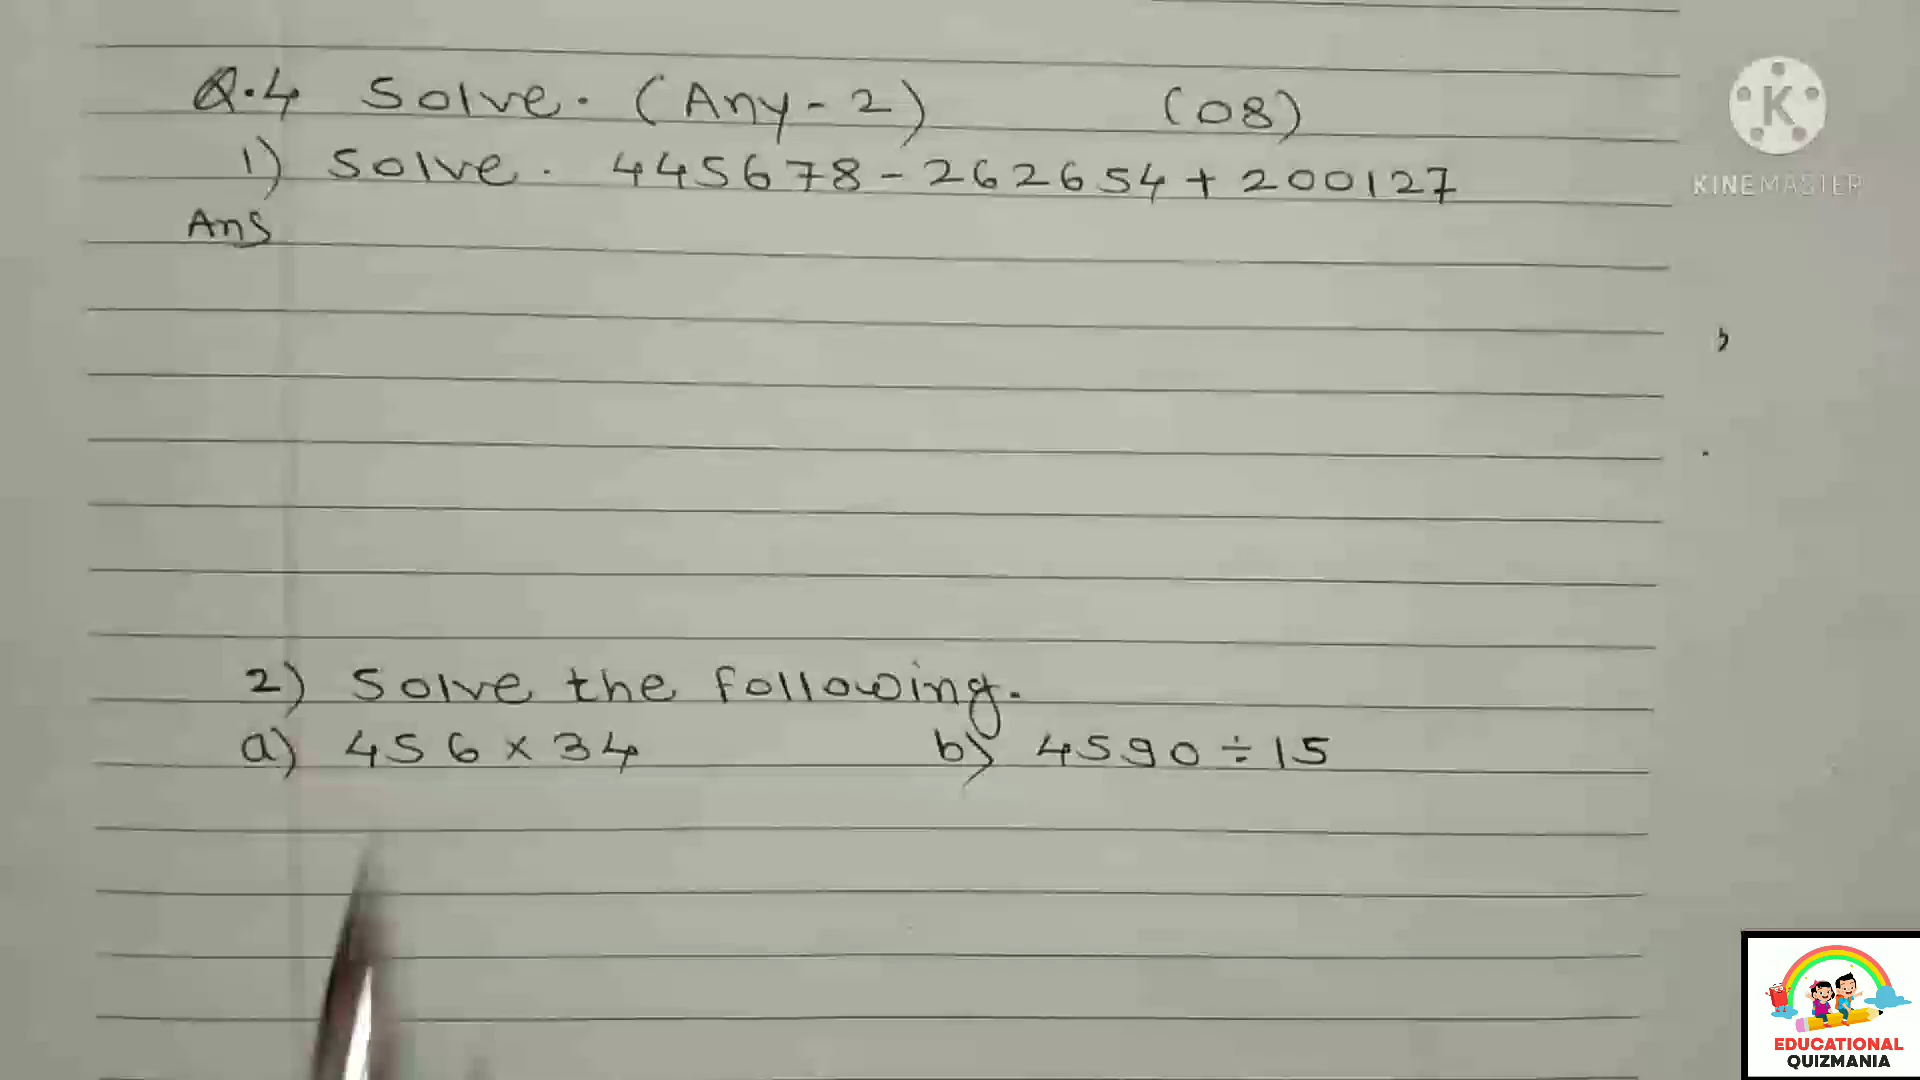 Q.4 Solve. (Any-2) (08)
1) Solve. 445678-262654+200127
Ans
2) Solve the following.
a) 456×34 b) 4590÷15
KINEMASTER
EDUCATIONAL
QUIZMANIA